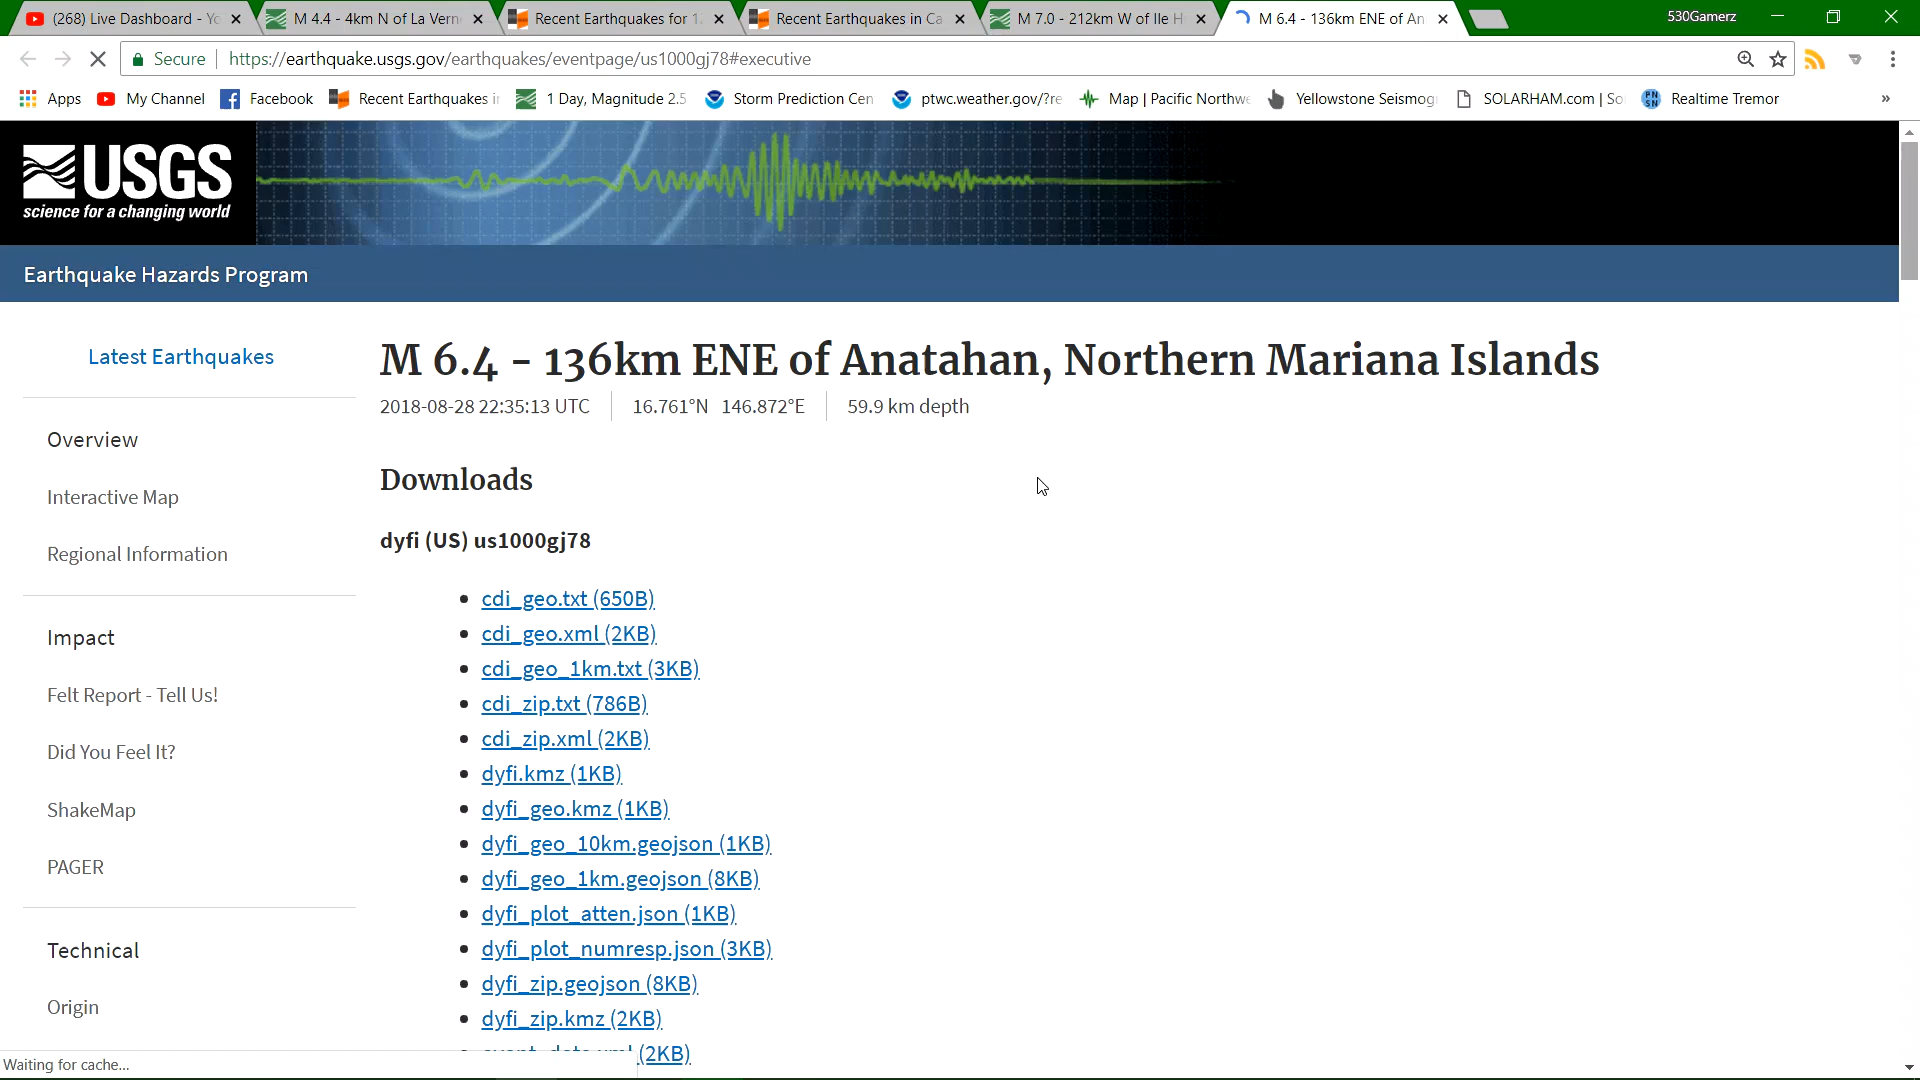 (268) Live Dashboard - Yo
M 4.4 - 4km N of La Vern
Recent Earthquakes for 12
Recent Earthquakes in Ca
M 7.0 - 212km W of Ile H
M 6.4 - 136km ENE of An
530Gamerz
Secure
https://earthquake.usgs.gov/earthquakes/eventpage/us1000gj78#executive
Apps
My Channel
Facebook
Recent Earthquakes i
1 Day, Magnitude 2.5
Storm Prediction Cen
ptwc.weather.gov/?re
Map | Pacific Northwe
Yellowstone Seismog
SOLARHAM.com | So
PN SN Realtime Tremor
»
USGS
science for a changing world
Earthquake Hazards Program
Latest Earthquakes
Overview
Interactive Map
Regional Information
Impact
Felt Report - Tell Us!
Did You Feel It?
ShakeMap
PAGER
Technical
Origin
M 6.4 - 136km ENE of Anatahan, Northern Mariana Islands
2018-08-28 22:35:13 UTC 16.761°N 146.872°E 59.9 km depth
Downloads
dyfi (US) us1000gj78
cdi_geo.txt (650B)
cdi_geo.xml (2KB)
cdi_geo_1km.txt (3KB)
cdi_zip.txt (786B)
cdi_zip.xml (2KB)
dyfi.kmz (1KB)
dyfi_geo.kmz (1KB)
dyfi_geo_10km.geojson (1KB)
dyfi_geo_1km.geojson (8KB)
dyfi_plot_atten.json (1KB)
dyfi_plot_numresp.json (3KB)
dyfi_zip.geojson (8KB)
dyfi_zip.kmz (2KB)
(2KB)
Waiting for cache...